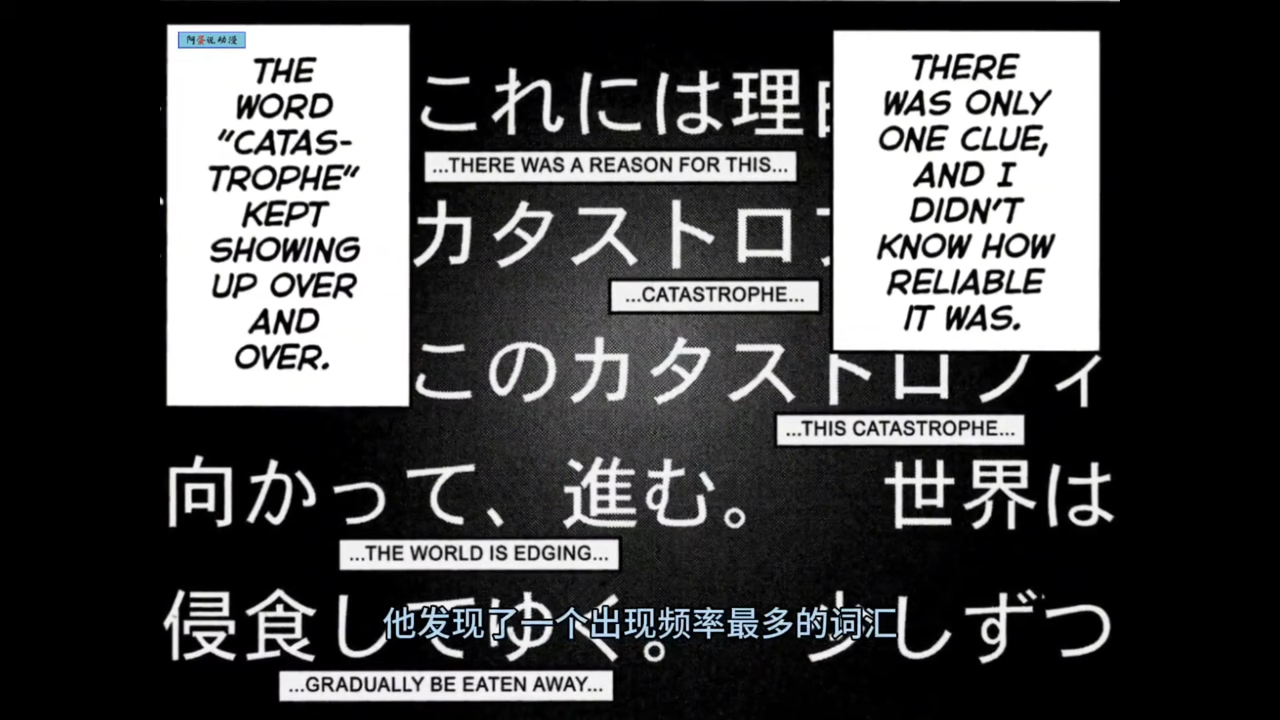 阿蛋说动漫
THE
WORD
“CATAS-
TROPHE”
KEPT
SHOWING
UP OVER
AND
OVER.
THERE
WAS ONLY
ONE CLUE,
AND I
DIDN'T
KNOW HOW
RELIABLE
IT WAS.
これには理
...THERE WAS A REASON FOR THIS...
カタストロ
...CATASTROPHE...
このカタストロフィ
...THIS CATASTROPHE...
向かって、進む。 世界は
...THE WORLD IS EDGING...
侵食してゆく。 少しずつ
他发现了一个出现频率最多的词汇
...GRADUALLY BE EATEN AWAY...